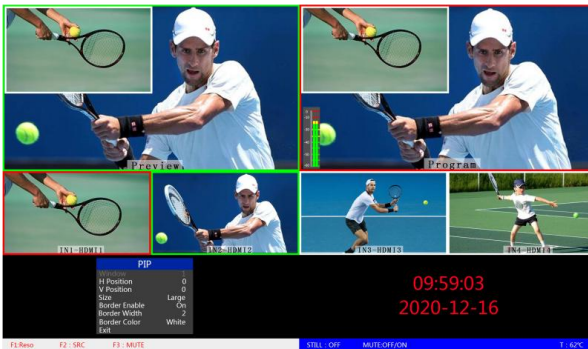 Preview
Program
IN1-HDMI1
IN2-HDMI2
IN3-HDMI3
IN4-HDMI4
PIP
Window 1
H Position 0
V Position 0
Size Large
Border Enable On
Border Width 2
Border Color White
Exit
09:59:03
2020-12-16
F1:Reso F2 : SRC F3 : MUTE STILL : OFF MUTE:OFF/ON T : 62°C